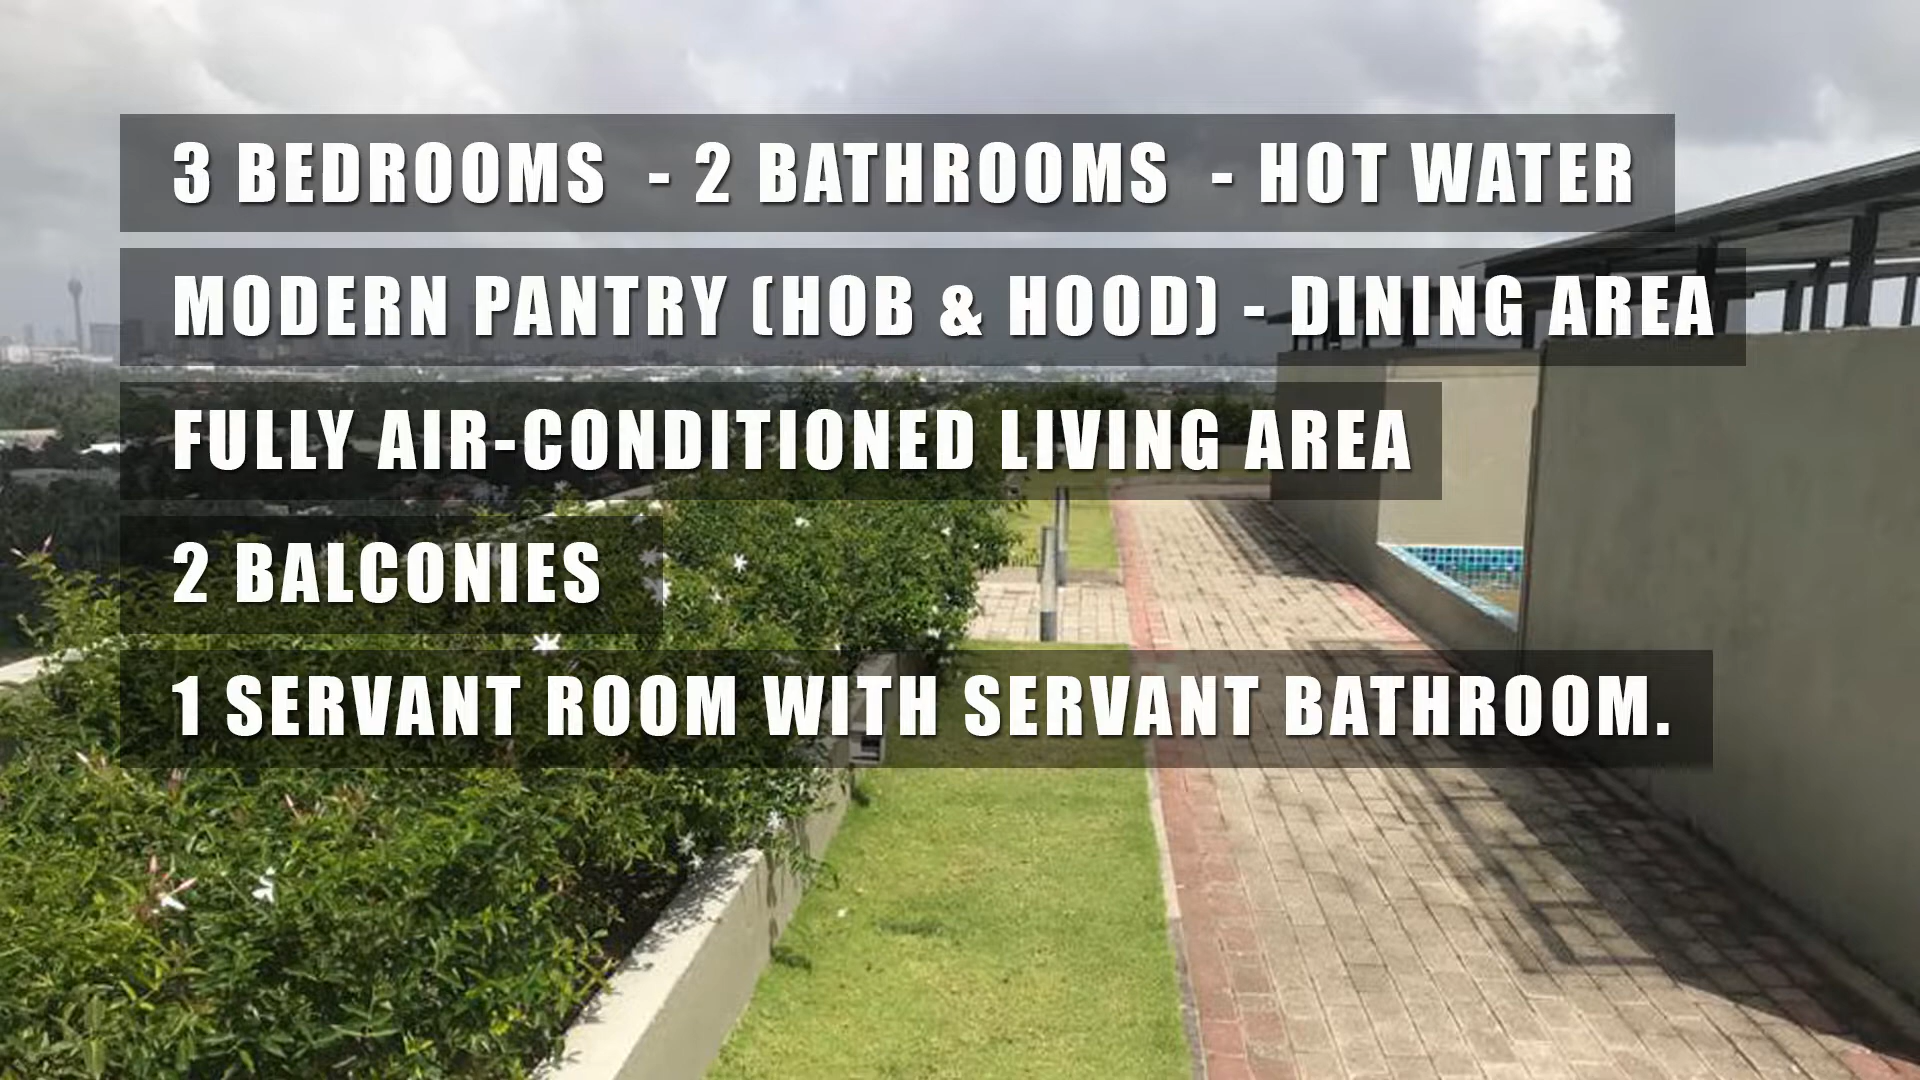 3 BEDROOMS - 2 BATHROOMS - HOT WATER
MODERN PANTRY (HOB & HOOD) - DINING AREA
FULLY AIR-CONDITIONED LIVING AREA
2 BALCONIES
1 SERVANT ROOM WITH SERVANT BATHROOM.